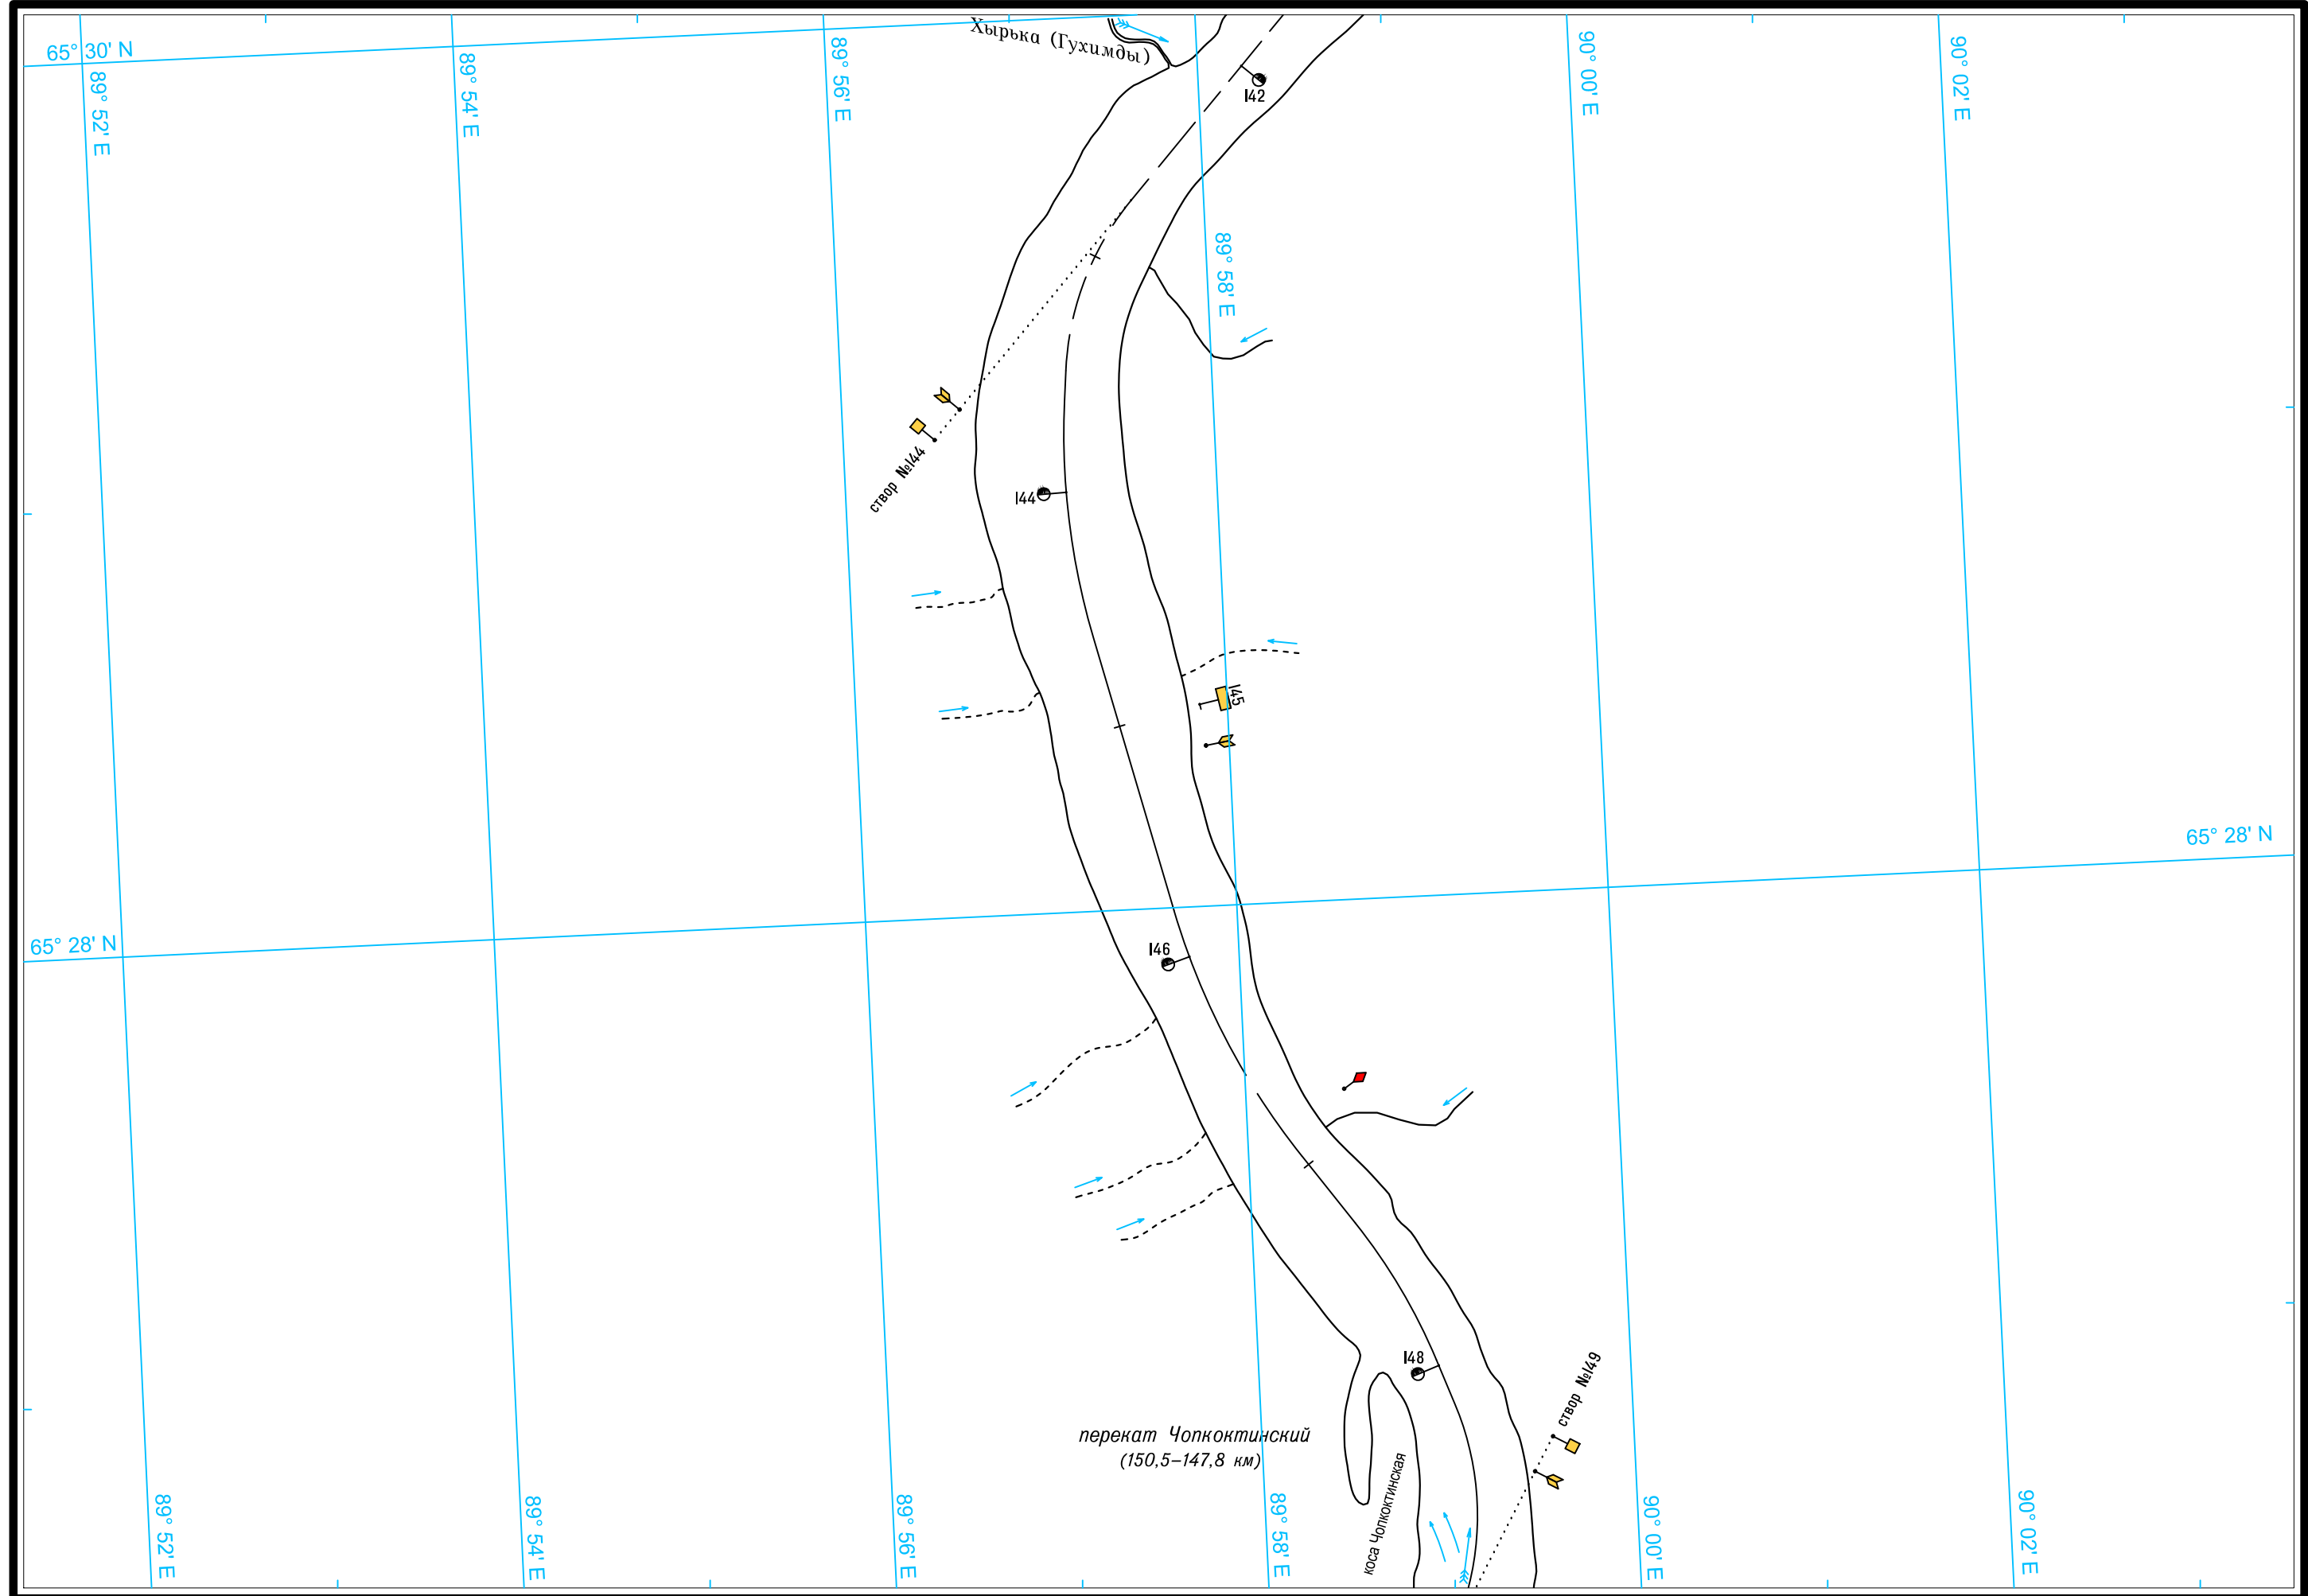 Хырька (Гухимды)
65° 30' N
89° 52' E
89° 54' E
89° 56' E
90° 00' E
90° 02' E
142
89° 58' E
створ №144
144
145
65° 28' N
65° 28' N
146
148
створ №149
перекат Чопкоктинский
(150,5–147,8 км)
коса Чопкоктинская
89° 52' E
89° 54' E
89° 56' E
89° 58' E
90° 00' E
90° 02' E